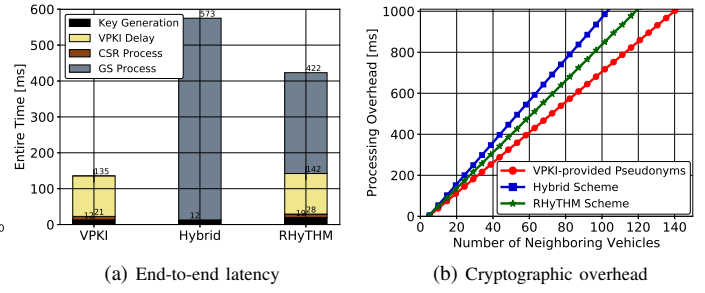 600
500
400
300
200
100
0
Entire Time [ms]
Key Generation
VPKI Delay
CSR Process
GS Process
135
12 21
573
12
422
142
19 28
VPKI Hybrid RHyTHM
(a) End-to-end latency
1000
800
600
400
200
0
Processing Overhead [ms]
VPKI-provided Pseudonyms
Hybrid Scheme
RHyTHM Scheme
0 20 40 60 80 100 120 140
Number of Neighboring Vehicles
(b) Cryptographic overhead